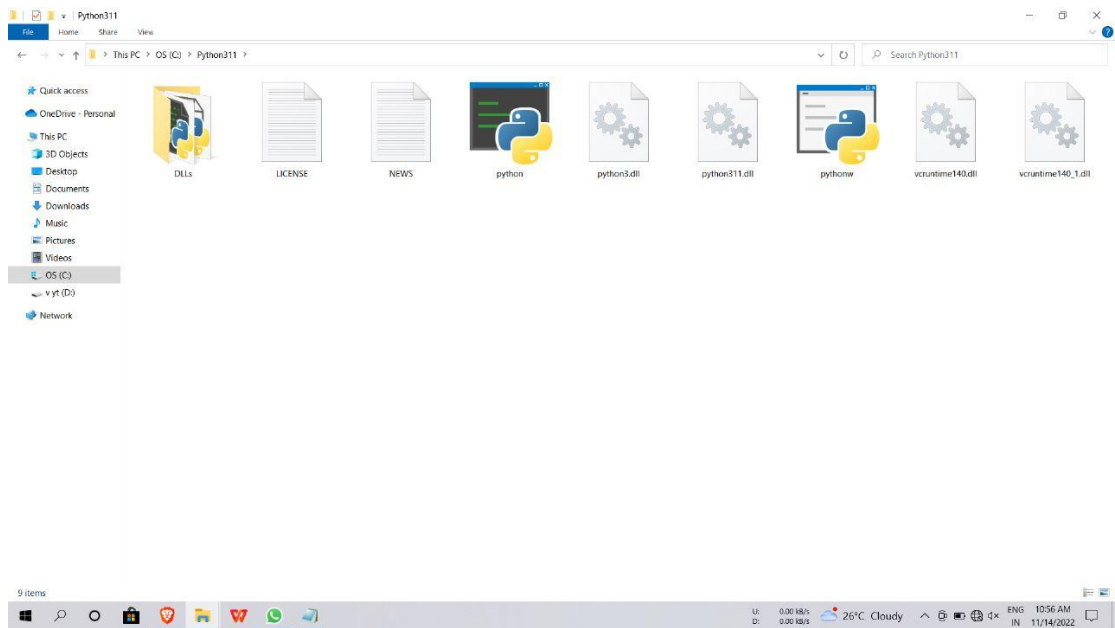 Python311
File Home Share View
This PC > OS (C:) > Python311 >
Search Python311
Quick access
OneDrive - Personal
This PC
3D Objects
Desktop
Documents
Downloads
Music
Pictures
Videos
OS (C:)
v yt (D:)
Network
DLLs LICENSE NEWS python python3.dll python311.dll pythonw vcruntime140.dll vcruntime140_1.dll
9 items
U: 0.00 kB/s
D: 0.00 kB/s
26°C Cloudy
ENG
IN
10:56 AM
11/14/2022